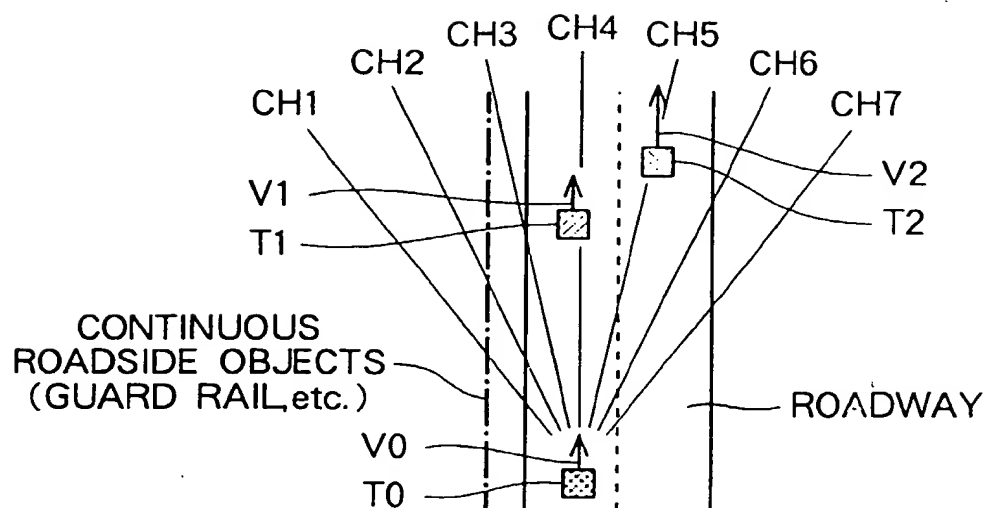 CH1
CH2
CH3
CH4
CH5
CH6
CH7
V1
T1
V2
T2
CONTINUOUS
ROADSIDE OBJECTS
(GUARD RAIL,etc.)
ROADWAY
V0
T0